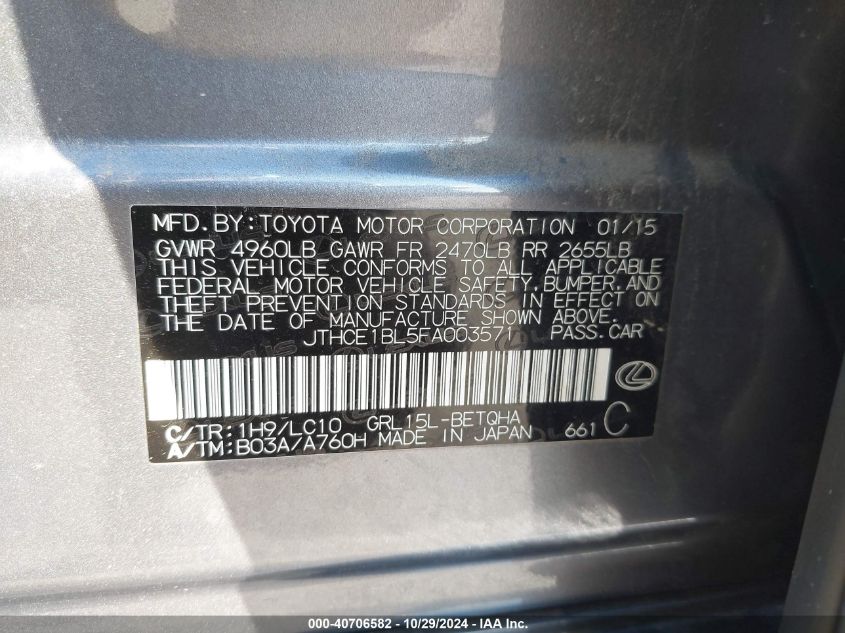 MFD. BY: TOYOTA MOTOR CORPORATION 01/15
GVWR 4960LB GAWR FR 2470LB RR 2655LB
THIS VEHICLE CONFORMS TO ALL APPLICABLE
FEDERAL MOTOR VEHICLE SAFETY, BUMPER, AND
THEFT PREVENTION STANDARDS IN EFFECT ON
THE DATE OF MANUFACTURE SHOWN ABOVE.
JTHCE1BL5FA003571 PASS. CAR
C/TR: 1H9/LC10 GRL15L-BETQHA
A/TM: B03A/A760H MADE IN JAPAN 661 C
000-40706582 - 10/29/2024 - IAA Inc.